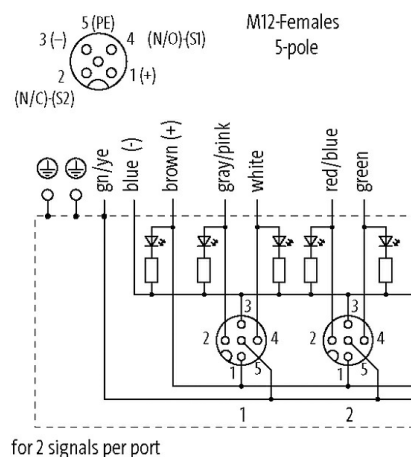 5 (PE)
3 (–)
4
(N/O)-(S1)
2
1 (+)
(N/C)-(S2)
M12-Females
5-pole
gn/ye
blue (-)
brown (+)
gray/pink
white
red/blue
green
3
3
2
4
2
4
1
5
1
5
1
2
for 2 signals per port